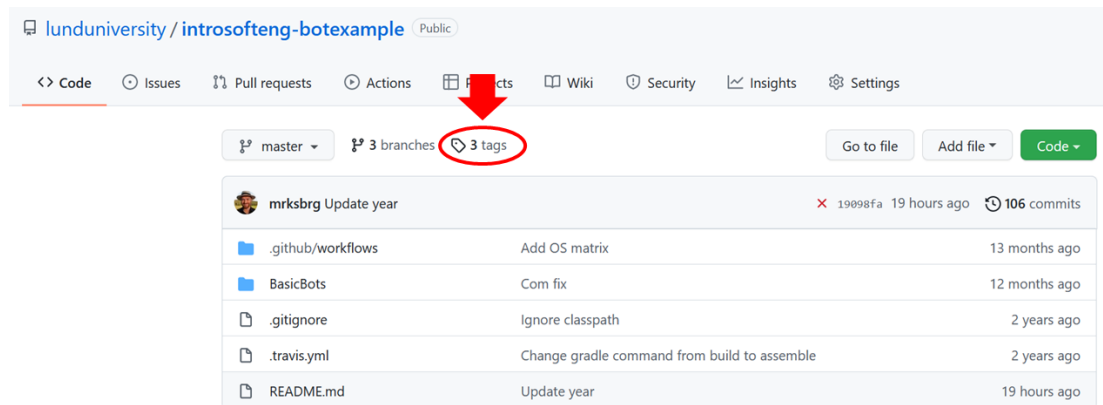 lunduniversity / introsofteng-botexample Public
<> Code Issues Pull requests Actions Wiki Security Insights Settings
master 3 branches 3 tags Go to file Add file Code
mrksbrg Update year 19098fa 19 hours ago 106 commits
.github/workflows Add OS matrix 13 months ago
BasicBots Com fix 12 months ago
.gitignore Ignore classpath 2 years ago
.travis.yml Change gradle command from build to assemble 2 years ago
README.md Update year 19 hours ago